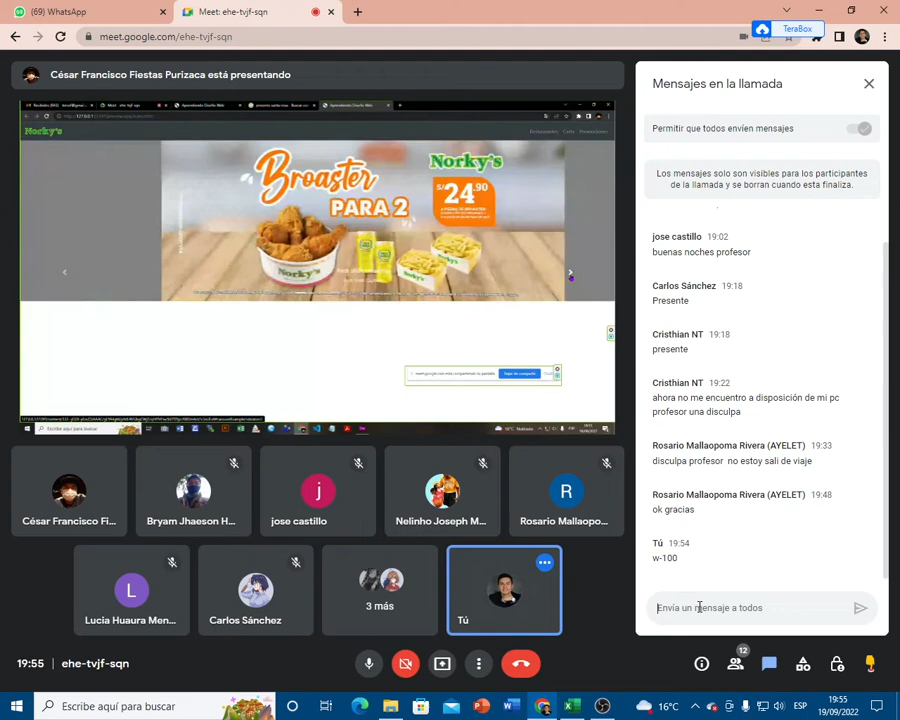 (69) WhatsApp
Meet: ehe-tvjf-sqn
meet.google.com/ehe-tvjf-sqn
TeraBox
César Francisco Fiestas Purizaca está presentando
Norky's
Destacados Carta Promociones
Broaster
PARA 2
Norky's
S/ 24.90
Norky's
Mensajes en la llamada
Permitir que todos envíen mensajes
Los mensajes solo son visibles para los participantes
de la llamada y se borran cuando esta finaliza.
jose castillo 19:02
buenas noches profesor
Carlos Sánchez 19:18
Presente
Cristhian NT 19:18
presente
Cristhian NT 19:22
ahora no me encuentro a disposición de mi pc
profesor una disculpa
Rosario Mallaopoma Rivera (AYELET) 19:33
disculpa profesor no estoy sali de viaje
Rosario Mallaopoma Rivera (AYELET) 19:48
ok gracias
Tú 19:54
w-100
Envía un mensaje a todos
César Francisco Fi...
Bryam Jhaeson H...
j
jose castillo
Nelinho Joseph M...
R
Rosario Mallaopo...
L
Lucia Huaura Men...
Carlos Sánchez
3 más
Tú
19:55 ehe-tvjf-sqn
12
Escribe aquí para buscar
16°C
ESP
19:55
19/09/2022